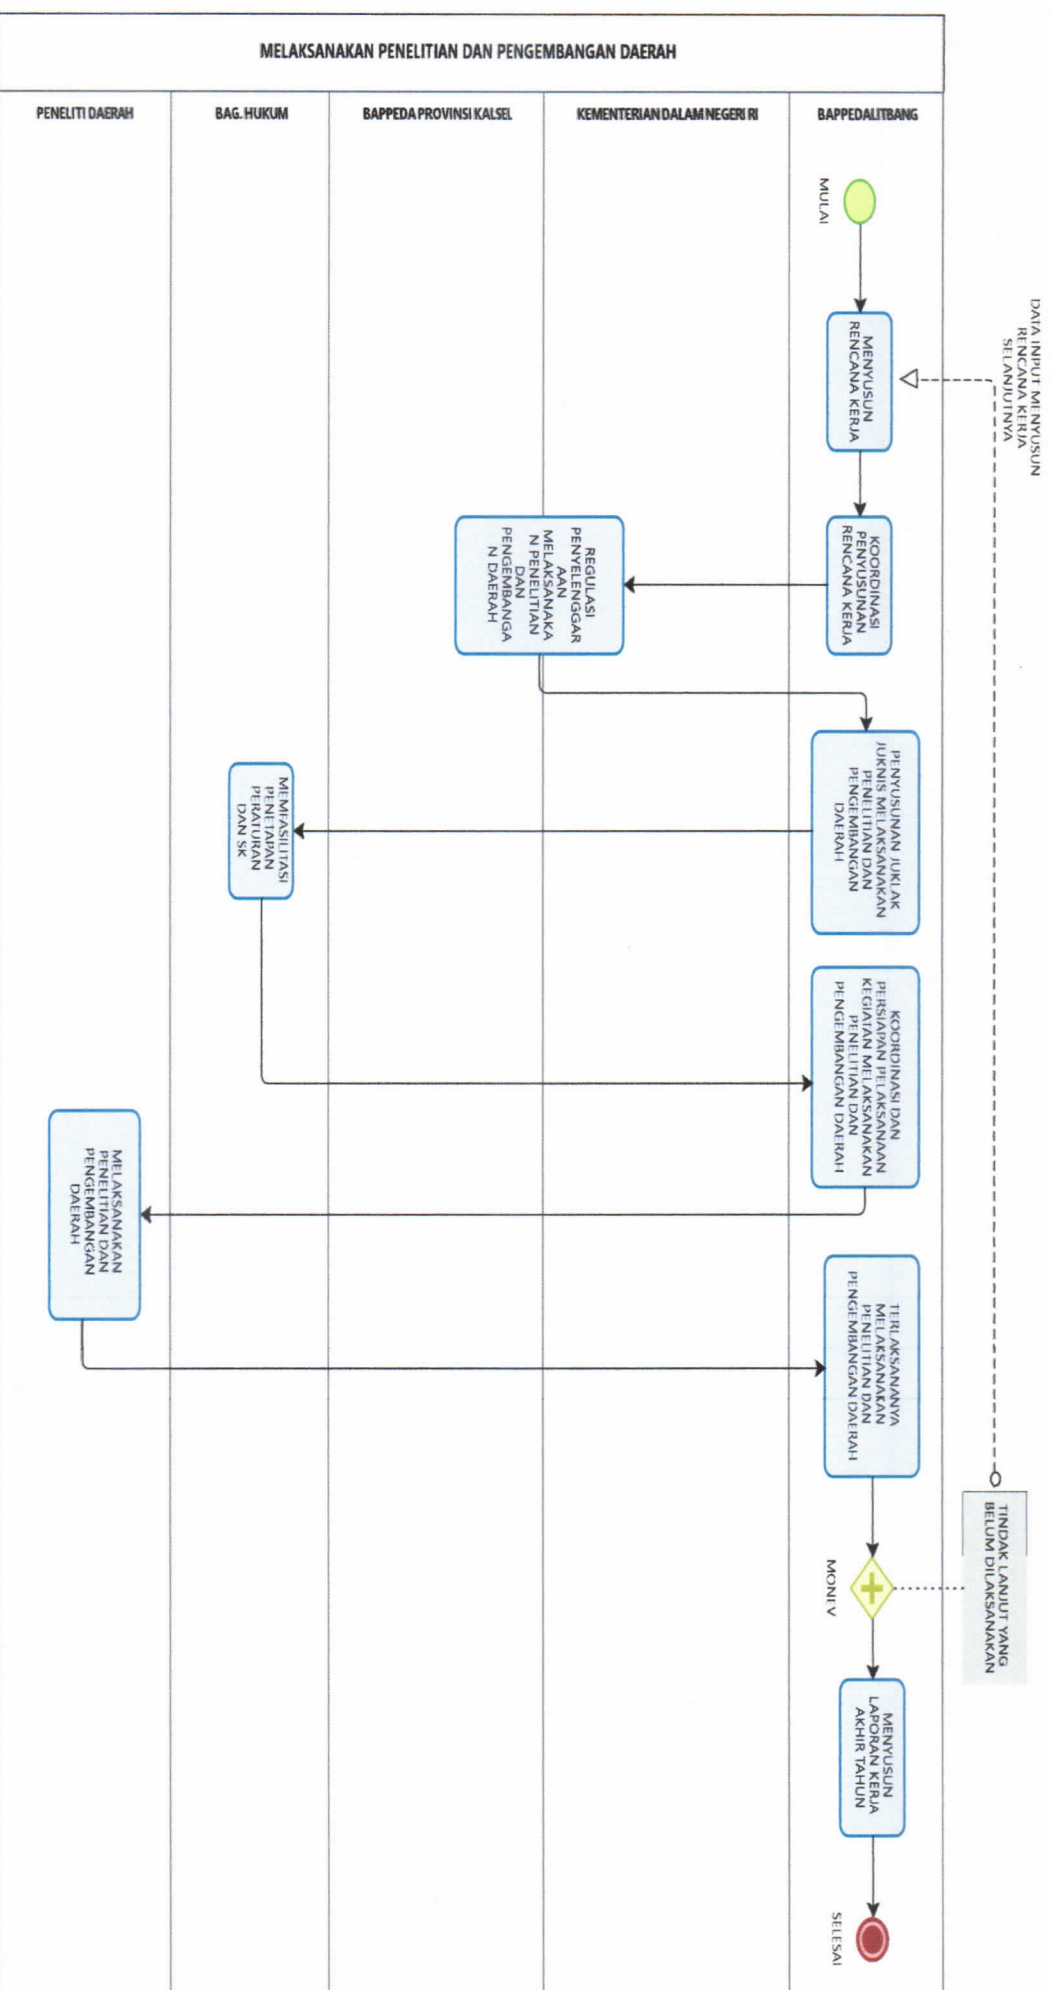 MELAKSANAKAN PENELITIAN DAN PENGEMBANGAN DAERAH
PENELITI DAERAH
BAG. HUKUM
BAPPEDA PROVINSI KALSEL
KEMENTERIAN DALAM NEGERI RI
BAPPEDALITBANG
MULAI
DATA INPUT MENYUSUN
RENCANA KERJA
SELANJUTNYA
MENYUSUN
RENCANA KERJA
KOORDINASI
PENYUSUNAN
RENCANA KERJA
REGULASI
PENYELENGGAR
AAN
MELAKSANAKA
N PENELITIAN
DAN
PENGEMBANGA
N DAERAH
PENYUSUNAN JUKLAK
JUKNIS MELAKSANAKAN
PENELITIAN DAN
PENGEMBANGAN
DAERAH
MEMFASILITASI
PENETAPAN
PERATURAN
DAN SK
KOORDINASI DAN
PERSIAPAN PELAKSANAAN
KEGIATAN MELAKSANAKAN
PENELITIAN DAN
PENGEMBANGAN DAERAH
MELAKSANAKAN
PENELITIAN DAN
PENGEMBANGAN
DAERAH
TERLAKSANANYA
MELAKSANAKAN
PENELITIAN DAN
PENGEMBANGAN DAERAH
MONEV
TINDAK LANJUT YANG
BELUM DILAKSANAKAN
MENYUSUN
LAPORAN KERJA
AKHIR TAHUN
SELESAI